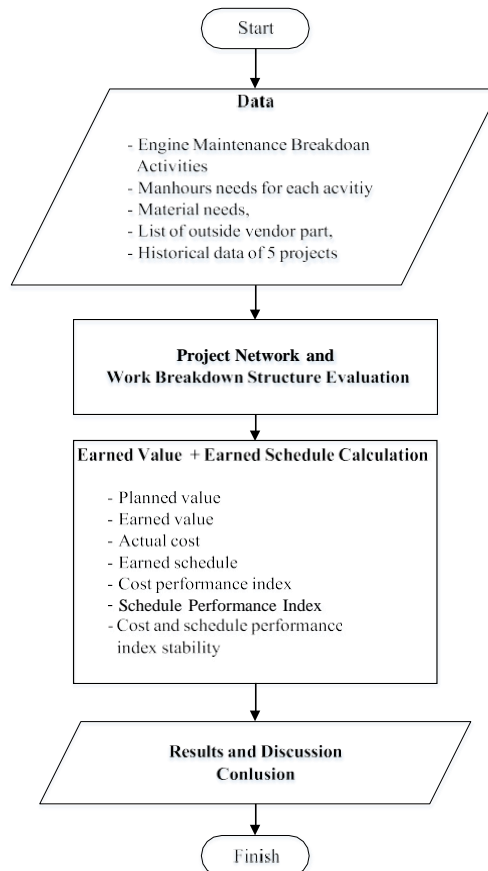 Start
Data
- Engine Maintenance Breakdoan
Activities
- Manhours needs for each acvitiy
- Material needs,
- List of outside vendor part,
- Historical data of 5 projects
Project Network and
Work Breakdown Structure Evaluation
Earned Value + Earned Schedule Calculation
- Planned value
- Earned value
- Actual cost
- Earned schedule
- Cost performance index
- Schedule Performance Index
- Cost and schedule performance
index stability
Results and Discussion
Conlusion
Finish